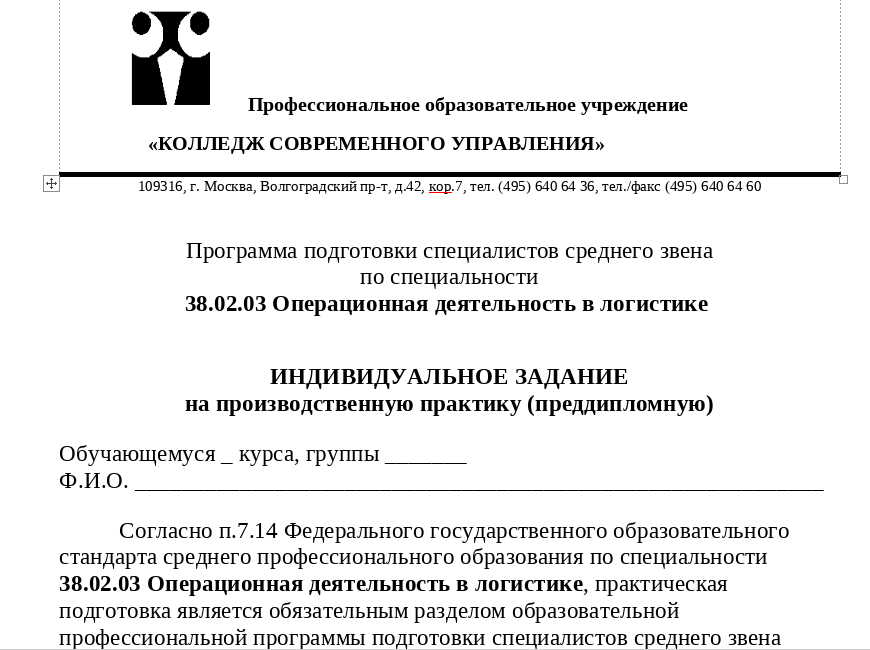 Профессиональное образовательное учреждение
«КОЛЛЕДЖ СОВРЕМЕННОГО УПРАВЛЕНИЯ»
109316, г. Москва, Волгоградский пр-т, д.42, кор.7, тел. (495) 640 64 36, тел./факс (495) 640 64 60
Программа подготовки специалистов среднего звена
по специальности
38.02.03 Операционная деятельность в логистике
ИНДИВИДУАЛЬНОЕ ЗАДАНИЕ
на производственную практику (преддипломную)
Обучающемуся _ курса, группы _______
Ф.И.О. ___________________________________________________________
Согласно п.7.14 Федерального государственного образовательного
стандарта среднего профессионального образования по специальности
38.02.03 Операционная деятельность в логистике, практическая
подготовка является обязательным разделом образовательной
профессиональной программы подготовки специалистов среднего звена